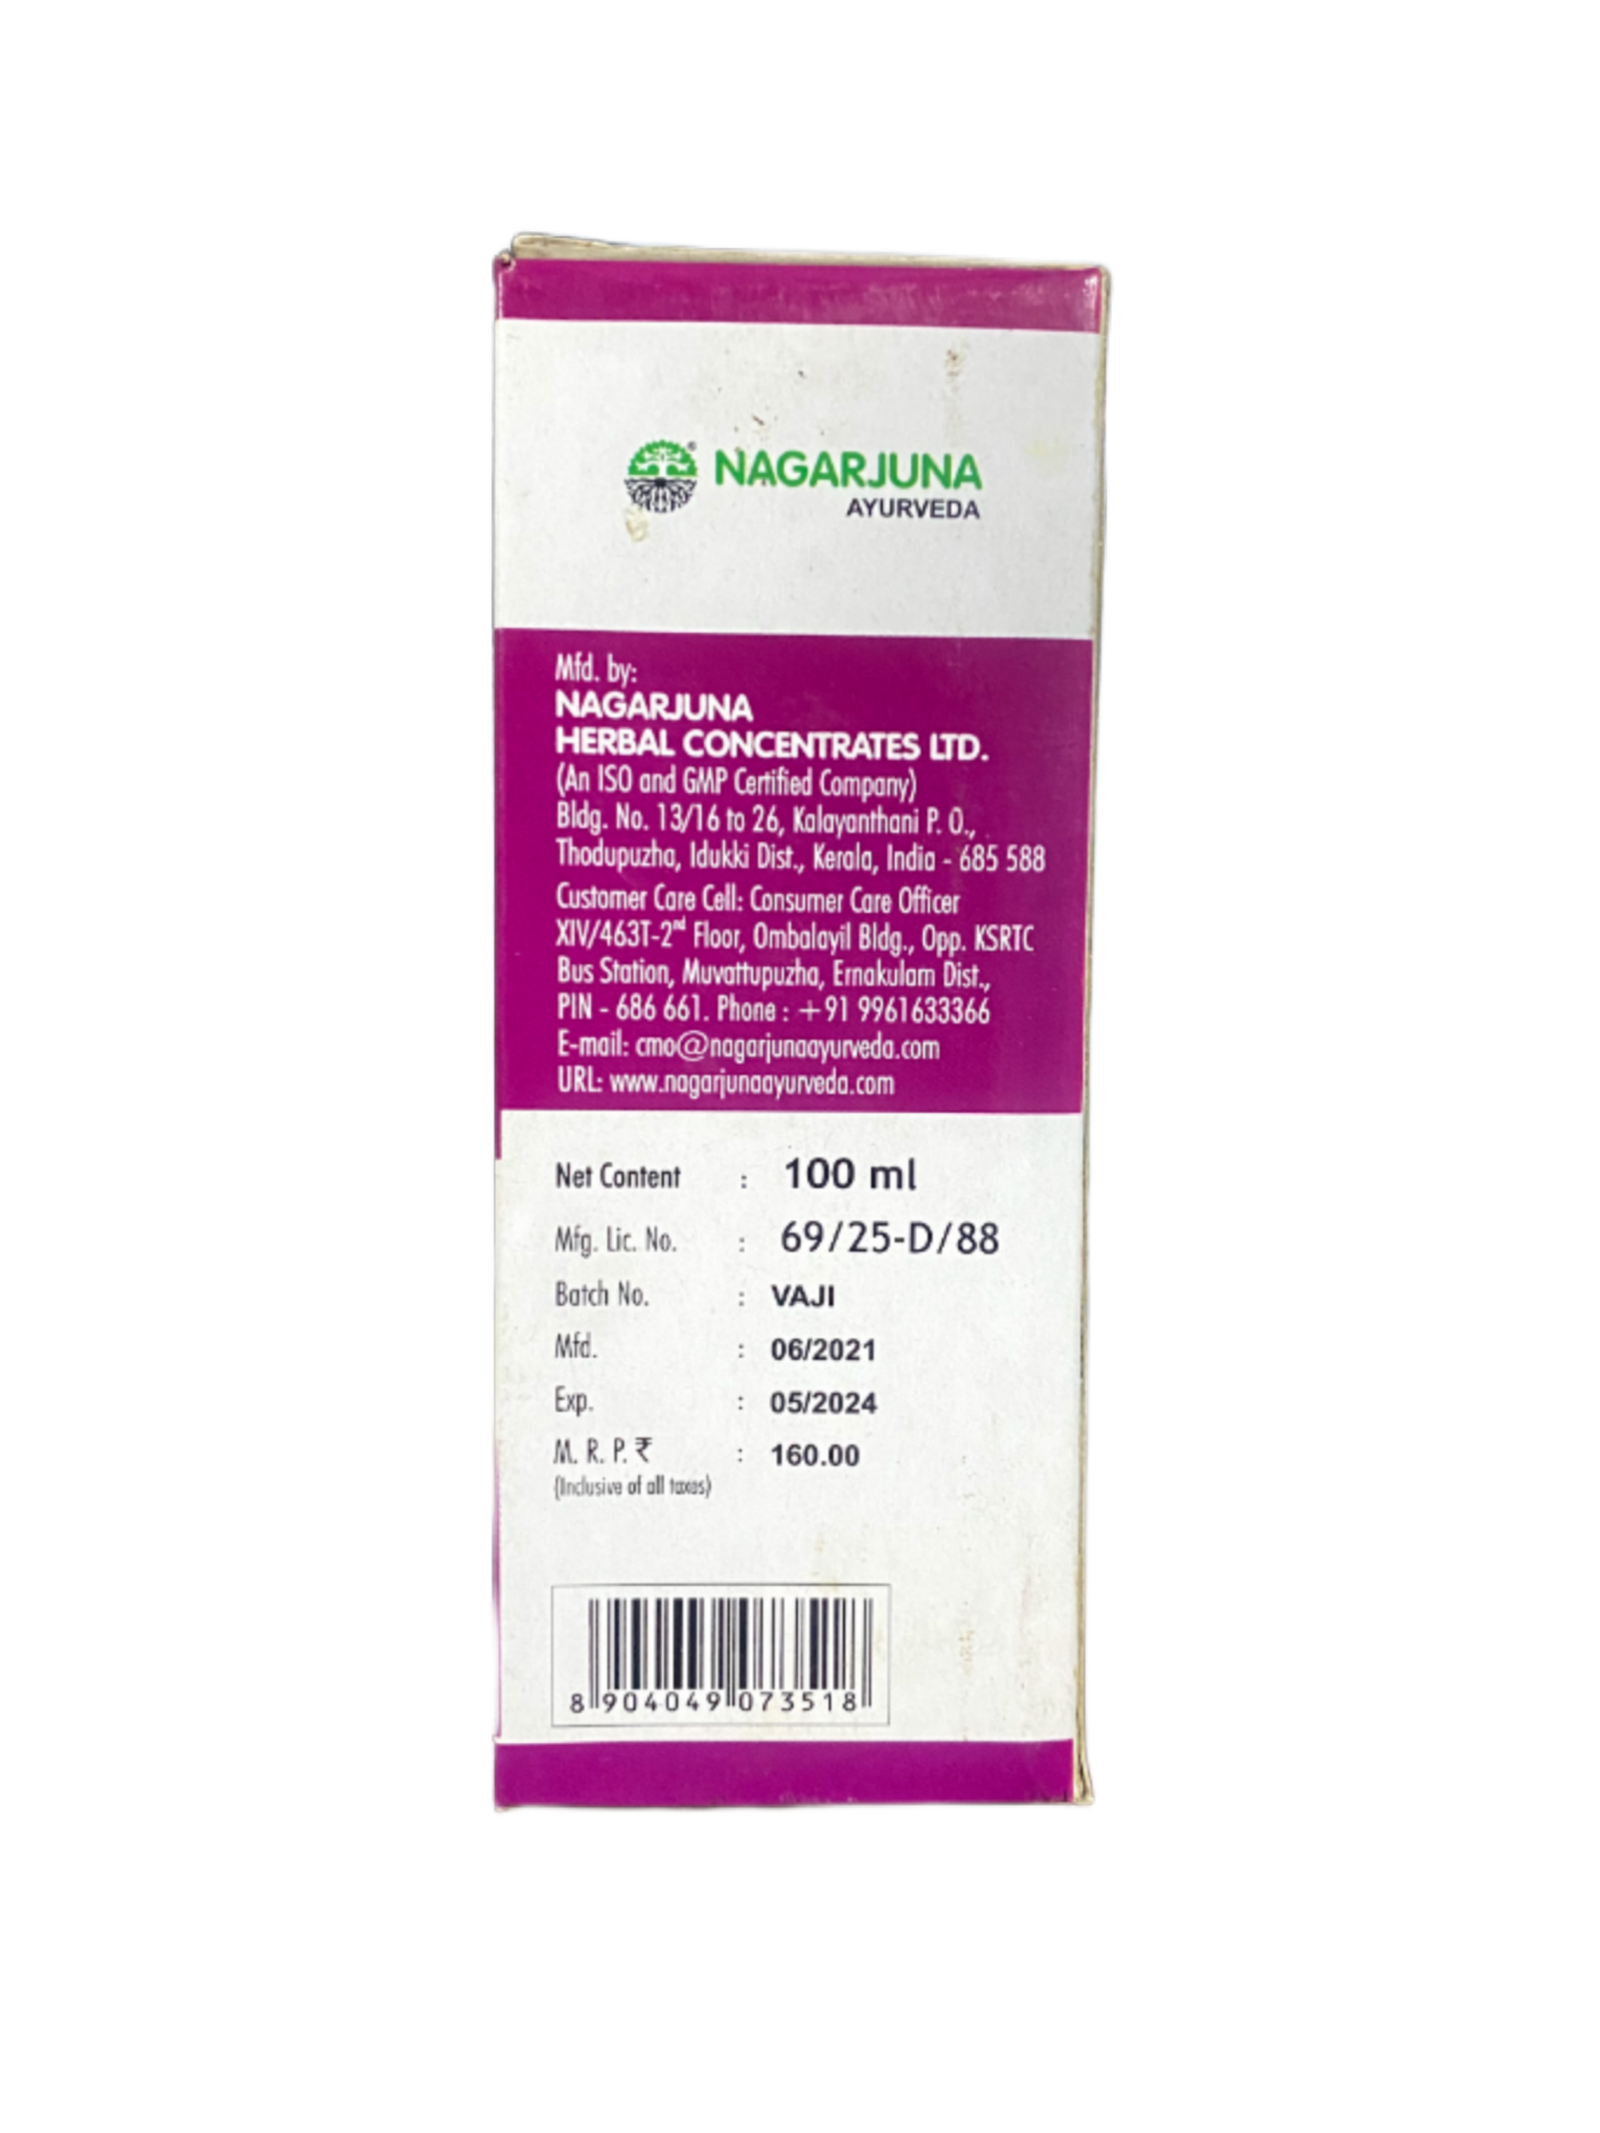 NAGARJUNA
AYURVEDA
Mfd. by:
NAGARJUNA
HERBAL CONCENTRATES LTD.
(An ISO and GMP Certified Company)
Bldg. No. 13/16 to 26, Kalayanthani P. O.,
Thodupuzha, Idukki Dist., Kerala, India - 685 588
Customer Care Cell: Consumer Care Officer
XIV/463T-2nd Floor, Ombalayil Bldg., Opp. KSRTC
Bus Station, Muvattupuzha, Ernakulam Dist.,
PIN - 686 661. Phone : +91 9961633366
E-mail: cmo@nagarjunaayurveda.com
URL: www.nagarjunaayurveda.com
Net Content : 100 ml
Mfg. Lic. No. : 69/25-D/88
Batch No. : VAJI
Mfd. : 06/2021
Exp. : 05/2024
M. R. P. ₹ : 160.00
(Inclusive of all taxes)
8 904049 073518